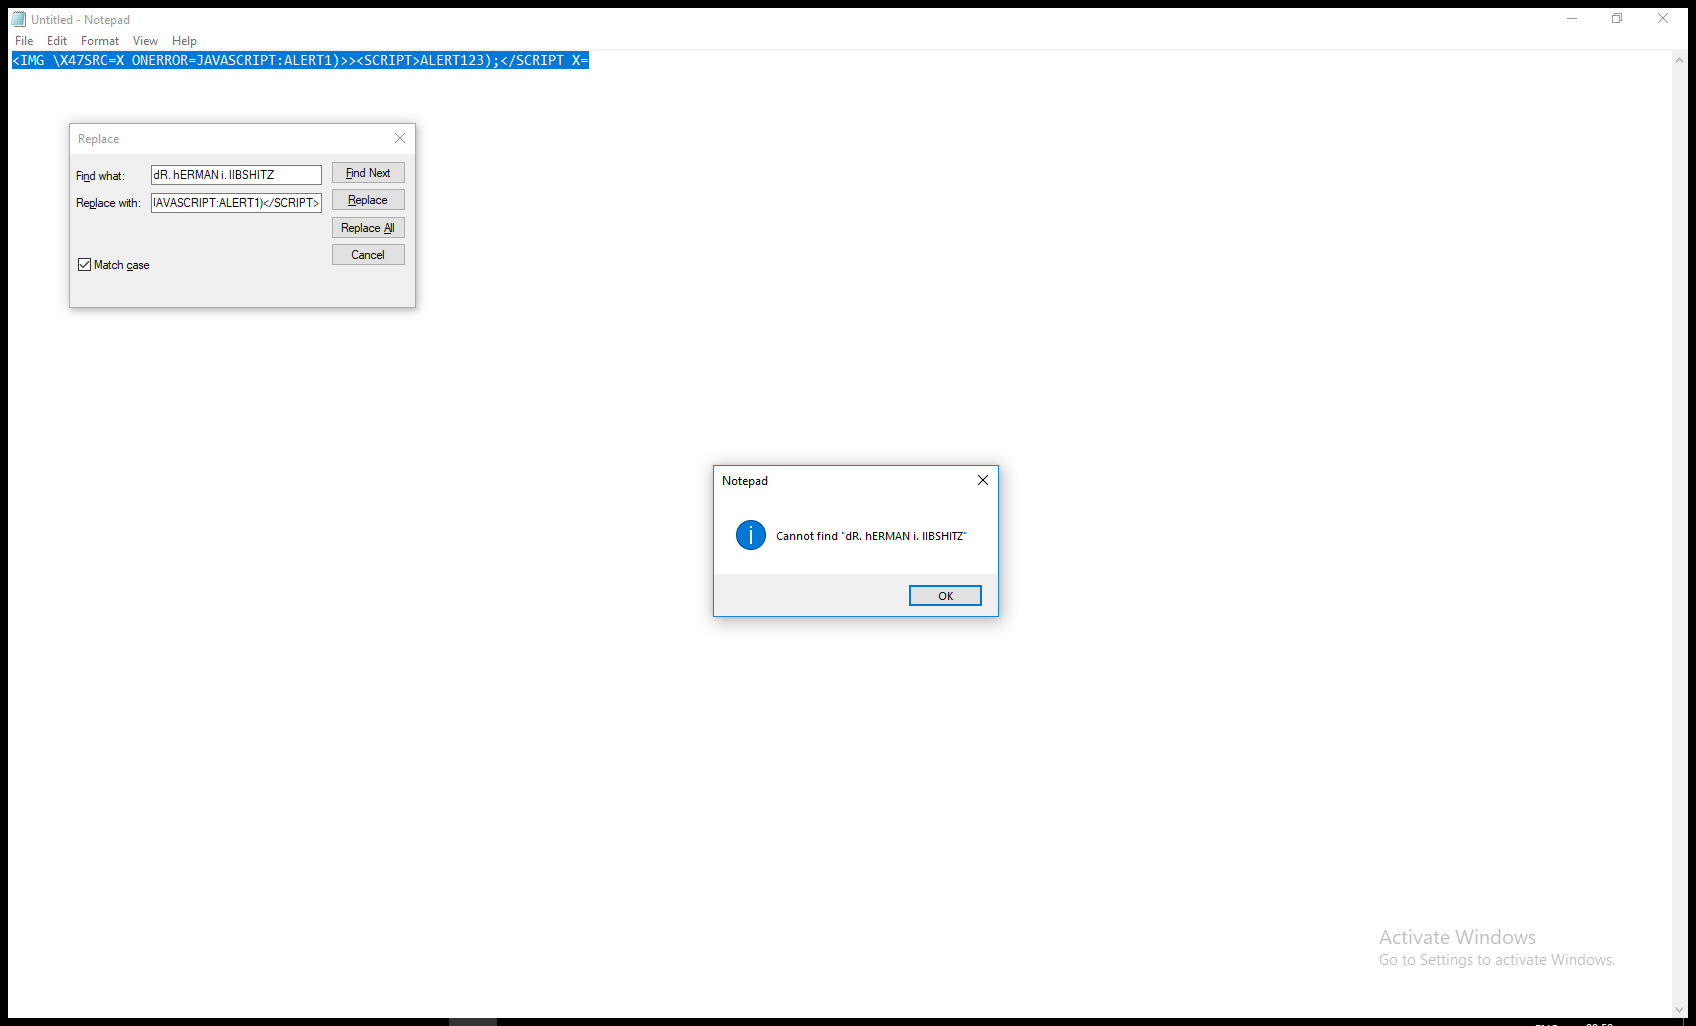 Untitled - Notepad
File Edit Format View Help
<IMG \X47SRC=X ONERROR=JAVASCRIPT:ALERT1)>><SCRIPT>ALERT123);</SCRIPT X=
Replace
Find what: dR. hERMAN i. lIBSHITZ Find Next
Replace with: JAVASCRIPT:ALERT1)</SCRIPT> Replace
Replace All
Cancel
Match case
Notepad
Cannot find "dR. hERMAN i. lIBSHITZ"
OK
Activate Windows
Go to Settings to activate Windows.